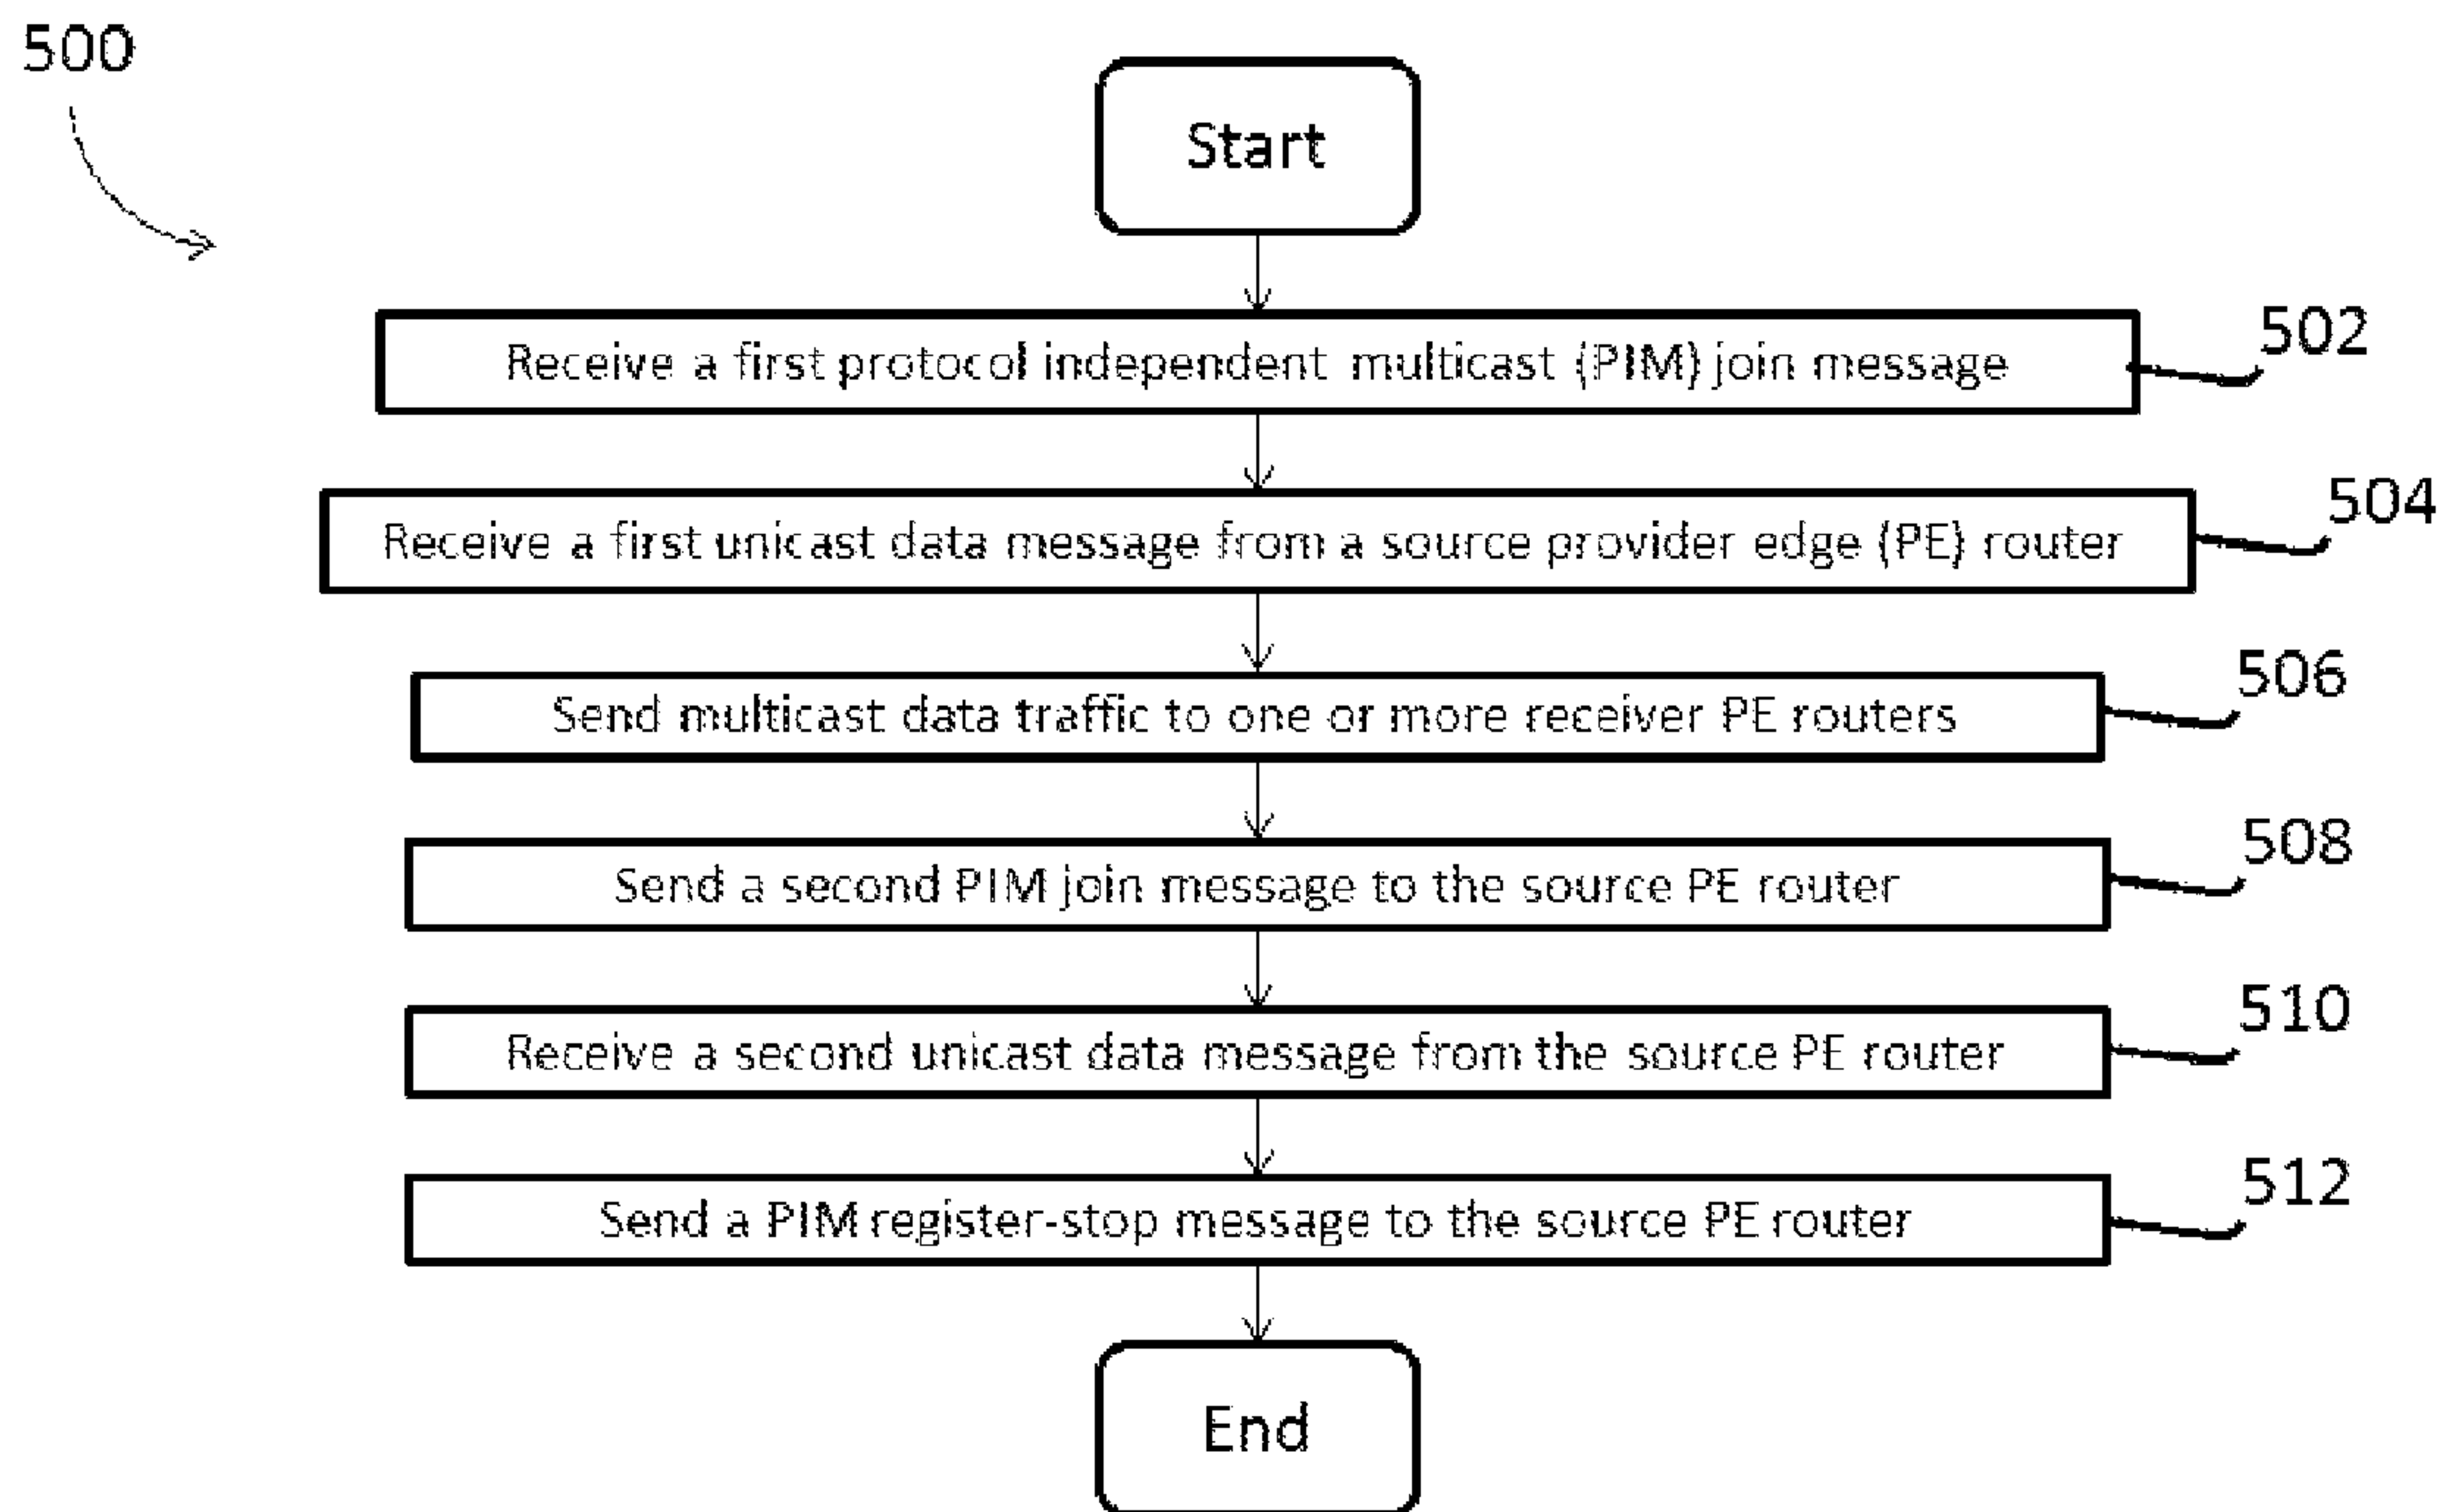 500
Start
Receive a first protocol independent multicast (PIM) join message
502
Receive a first unicast data message from a source provider edge (PE) router
504
Send multicast data traffic to one or more receiver PE routers
506
Send a second PIM join message to the source PE router
508
Receive a second unicast data message from the source PE router
510
Send a PIM register-stop message to the source PE router
512
End